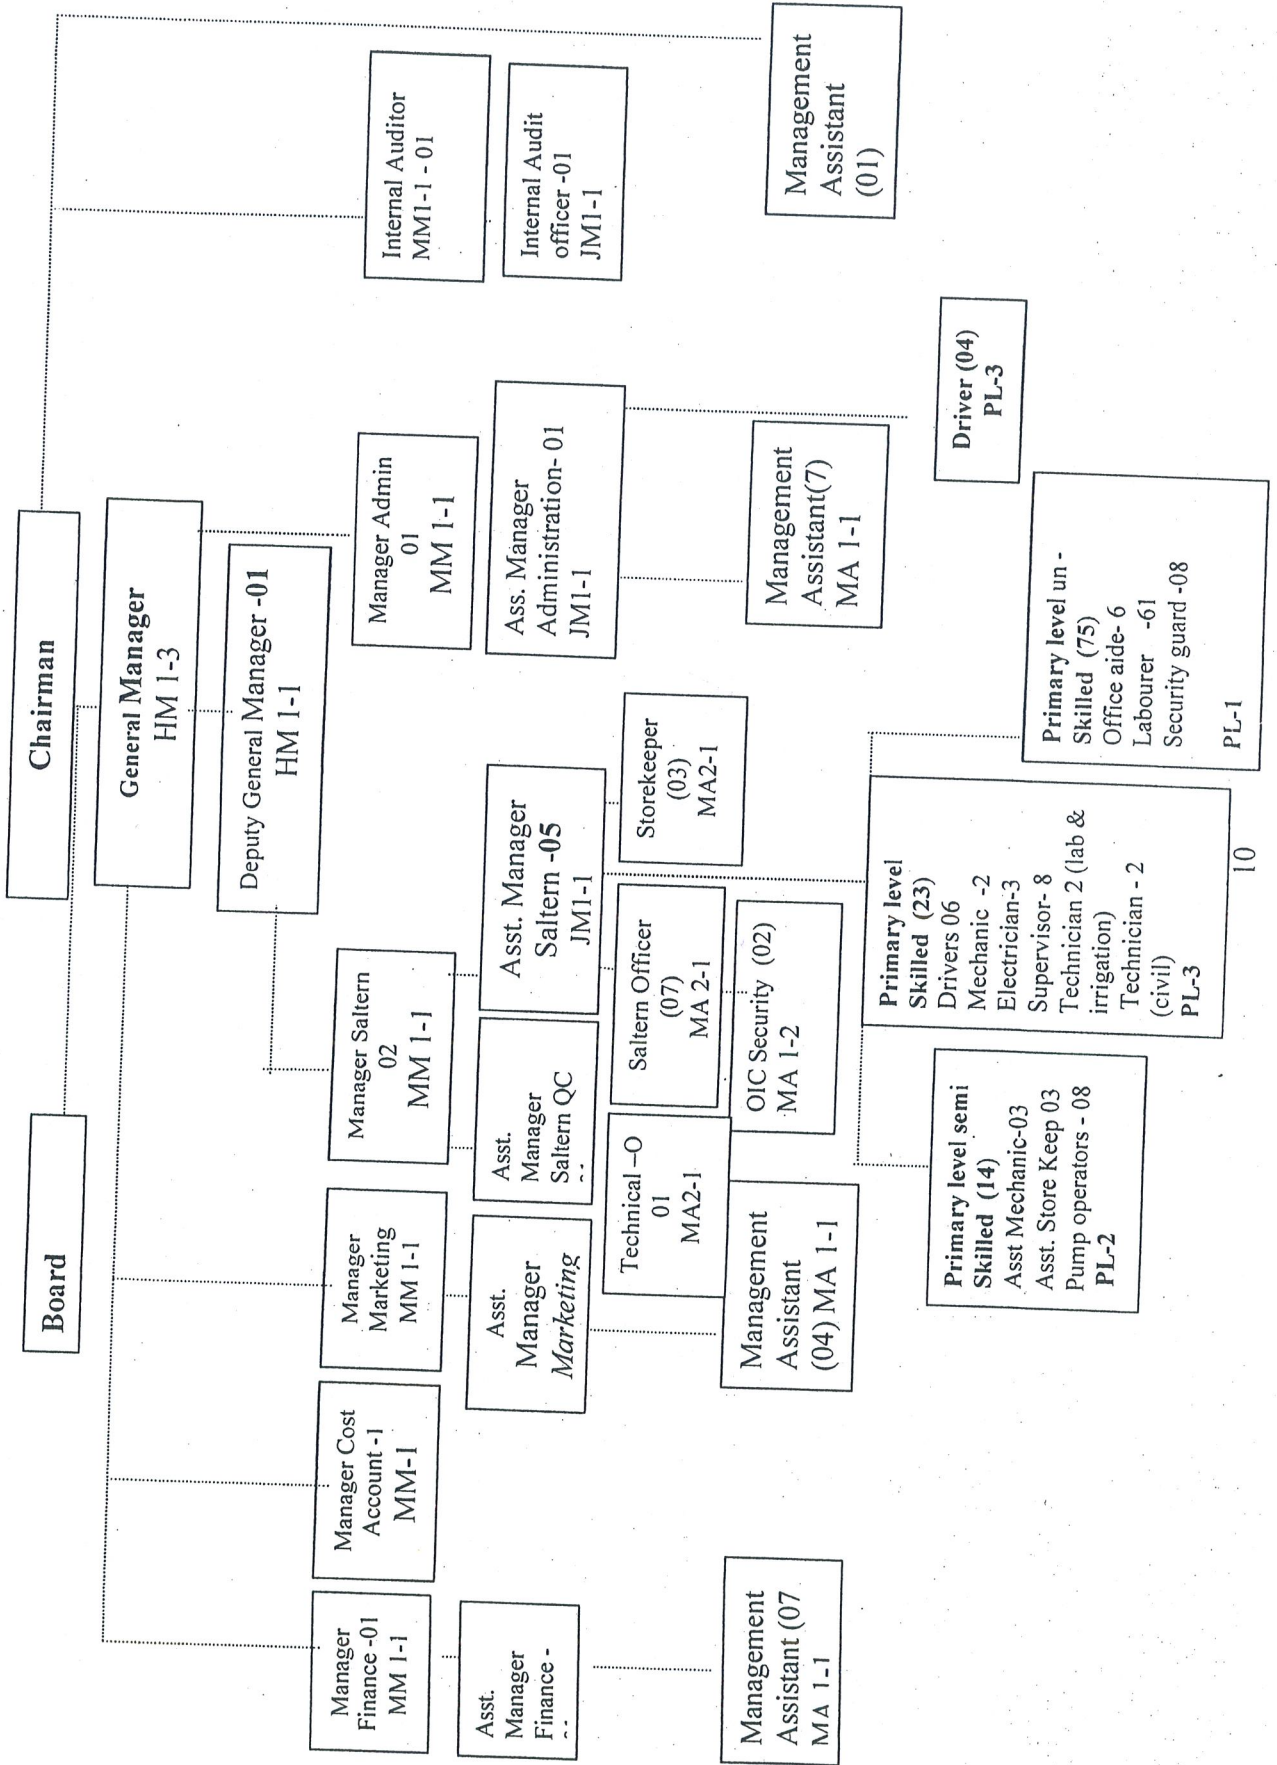 Board
Chairman
General Manager
HM 1-3
Deputy General Manager -01
HM 1-1
Manager
Finance -01
MM 1-1
Manager Cost
Account -1
MM-1
Manager
Marketing
MM 1-1
Manager Saltern
02
MM 1-1
Manager Admin
01
MM 1-1
Internal Auditor
MM1-1 - 01
Asst.
Manager
Finance -
Asst.
Manager
Marketing
Asst.
Manager
Saltern QC
Asst. Manager
Saltern -05
JM1-1
Ass. Manager
Administration- 01
JM1-1
Internal Audit
officer -01
JM1-1
Technical –O
01
MA2-1
Saltern Officer
(07)
MA 2-1
Storekeeper
(03)
MA2-1
Management
Assistant (07
MA 1-1
Management
Assistant
(04) MA 1-1
OIC Security (02)
MA 1-2
Management
Assistant(7)
MA 1-1
Management
Assistant
(01)
Primary level semi
Skilled (14)
Asst Mechanic-03
Asst. Store Keep 03
Pump operators - 08
PL-2
Primary level
Skilled (23)
Drivers 06
Mechanic -2
Electrician-3
Supervisor- 8
Technician 2 (lab &
irrigation)
Technician - 2
(civil)
PL-3
Primary level un -
Skilled (75)
Office aide- 6
Labourer -61
Security guard -08
PL-1
Driver (04)
PL-3
10